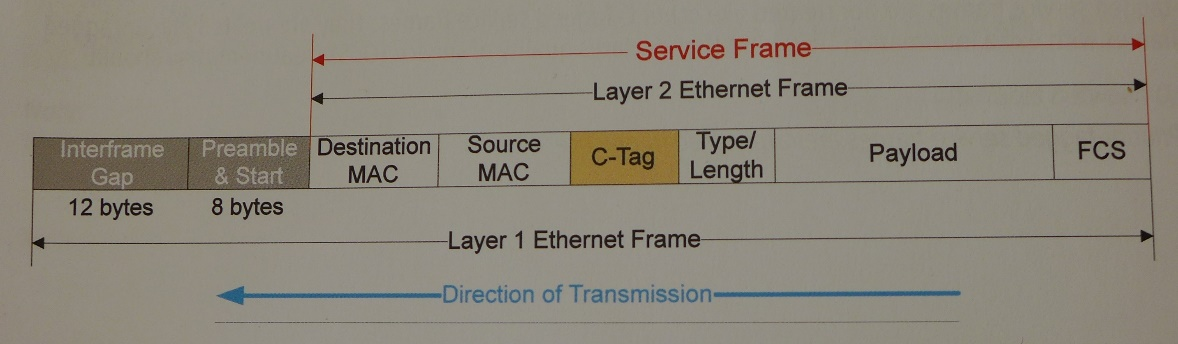 Service Frame
Layer 2 Ethernet Frame
Interframe Gap
Preamble & Start
Destination MAC
Source MAC
C-Tag
Type/ Length
Payload
FCS
12 bytes
8 bytes
Layer 1 Ethernet Frame
Direction of Transmission